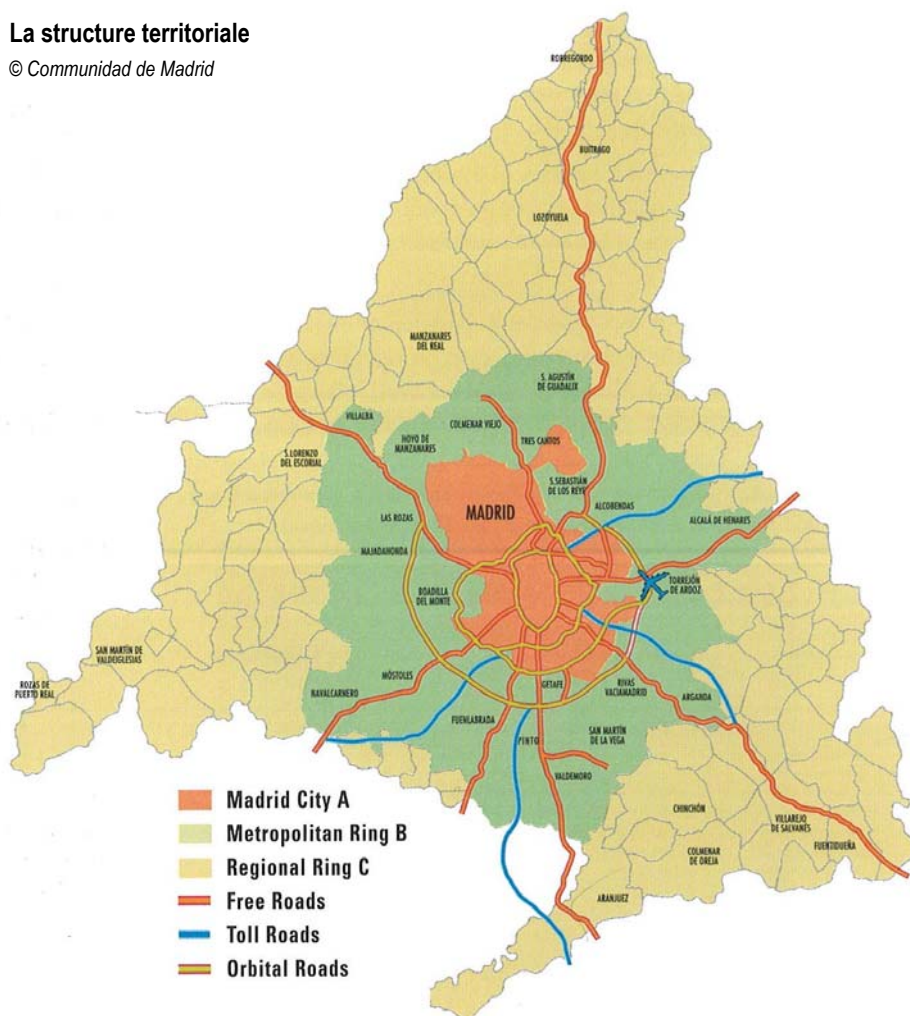 La structure territoriale
© Communidad de Madrid
ROBREGORDO
BUITRAGO
LOZOYUELA
MANZANARES
DEL REAL
S. AGUSTÍN
DE GUADALIX
VILLALBA
HOYO DE
MANZANARES
COLMENAR VIEJO
TRES CANTOS
S. LORENZO
DEL ESCORIAL
S. SEBASTIÁN
DE LOS REYE
MADRID
ALCOBENDAS
LAS ROZAS
ALCALÁ DE HENARES
MAJADAHONDA
BOADILLA
DEL MONTE
TORREJÓN
DE ARDOZ
SAN MARTÍN DE
VALDEIGLESIAS
ROZAS DE
PUERTO REAL
MÓSTOLES
NAVALCARNERO
GETAFE
RIVAS
VACIAMADRID
ARGANDA
FUENLABRADA
PINTO
SAN MARTÍN
DE LA VEGA
VALDEMORO
CHINCHÓN
VILLAREJO
DE SALVANÉS
FUENTIDUEÑA
COLMENAR
DE OREJA
ARANJUEZ
Madrid City A
Metropolitan Ring B
Regional Ring C
Free Roads
Toll Roads
Orbital Roads